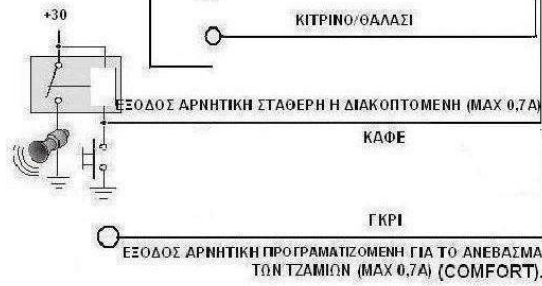 +30
ΚΙΤΡΙΝΟ/ΘΑΛΑΣΙ
ΕΞΟΔΟΣ ΑΡΝΗΤΙΚΗ ΣΤΑΘΕΡΗ Η ΔΙΑΚΟΠΤΟΜΕΝΗ (MAX 0,7A)
ΚΑΦΕ
ΓΚΡΙ
ΕΞΟΔΟΣ ΑΡΝΗΤΙΚΗ ΠΡΟΓΡΑΜΑΤΙΖΟΜΕΝΗ ΓΙΑ ΤΟ ΑΝΕΒΑΣΜΑ
ΤΩΝ ΤΖΑΜΙΩΝ (MAX 0,7A) (COMFORT).